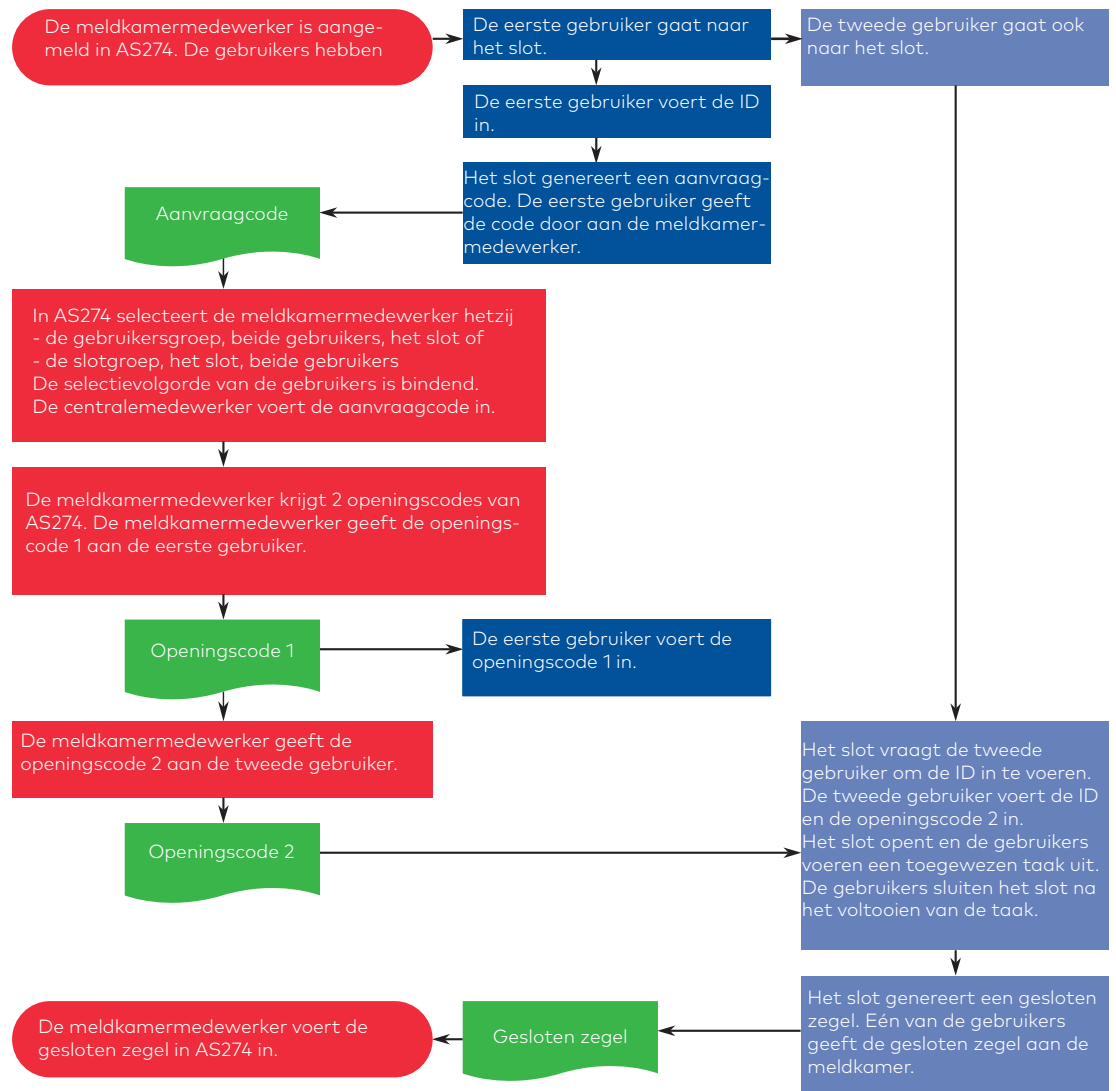 De meldkamermedewerker is aange-
meld in AS274. De gebruikers hebben
De eerste gebruiker gaat naar
het slot.
De tweede gebruiker gaat ook
naar het slot.
De eerste gebruiker voert de ID
in.
Het slot genereert een aanvraag-
code. De eerste gebruiker geeft
de code door aan de meldkamer-
medewerker.
Aanvraagcode
In AS274 selecteert de meldkamermedewerker hetzij
- de gebruikersgroep, beide gebruikers, het slot of
- de slotgroep, het slot, beide gebruikers
De selectievolgorde van de gebruikers is bindend.
De centralemedewerker voert de aanvraagcode in.
De meldkamermedewerker krijgt 2 openingscodes van
AS274. De meldkamermedewerker geeft de openings-
code 1 aan de eerste gebruiker.
Openingscode 1
De eerste gebruiker voert de
openingscode 1 in.
De meldkamermedewerker geeft de
openingscode 2 aan de tweede gebruiker.
Openingscode 2
Het slot vraagt de tweede
gebruiker om de ID in te voeren.
De tweede gebruiker voert de ID
en de openingscode 2 in.
Het slot opent en de gebruikers
voeren een toegewezen taak uit.
De gebruikers sluiten het slot na
het voltooien van de taak.
Het slot genereert een gesloten
zegel. Eén van de gebruikers
geeft de gesloten zegel aan de
meldkamer.
Gesloten zegel
De meldkamermedewerker voert de
gesloten zegel in AS274 in.